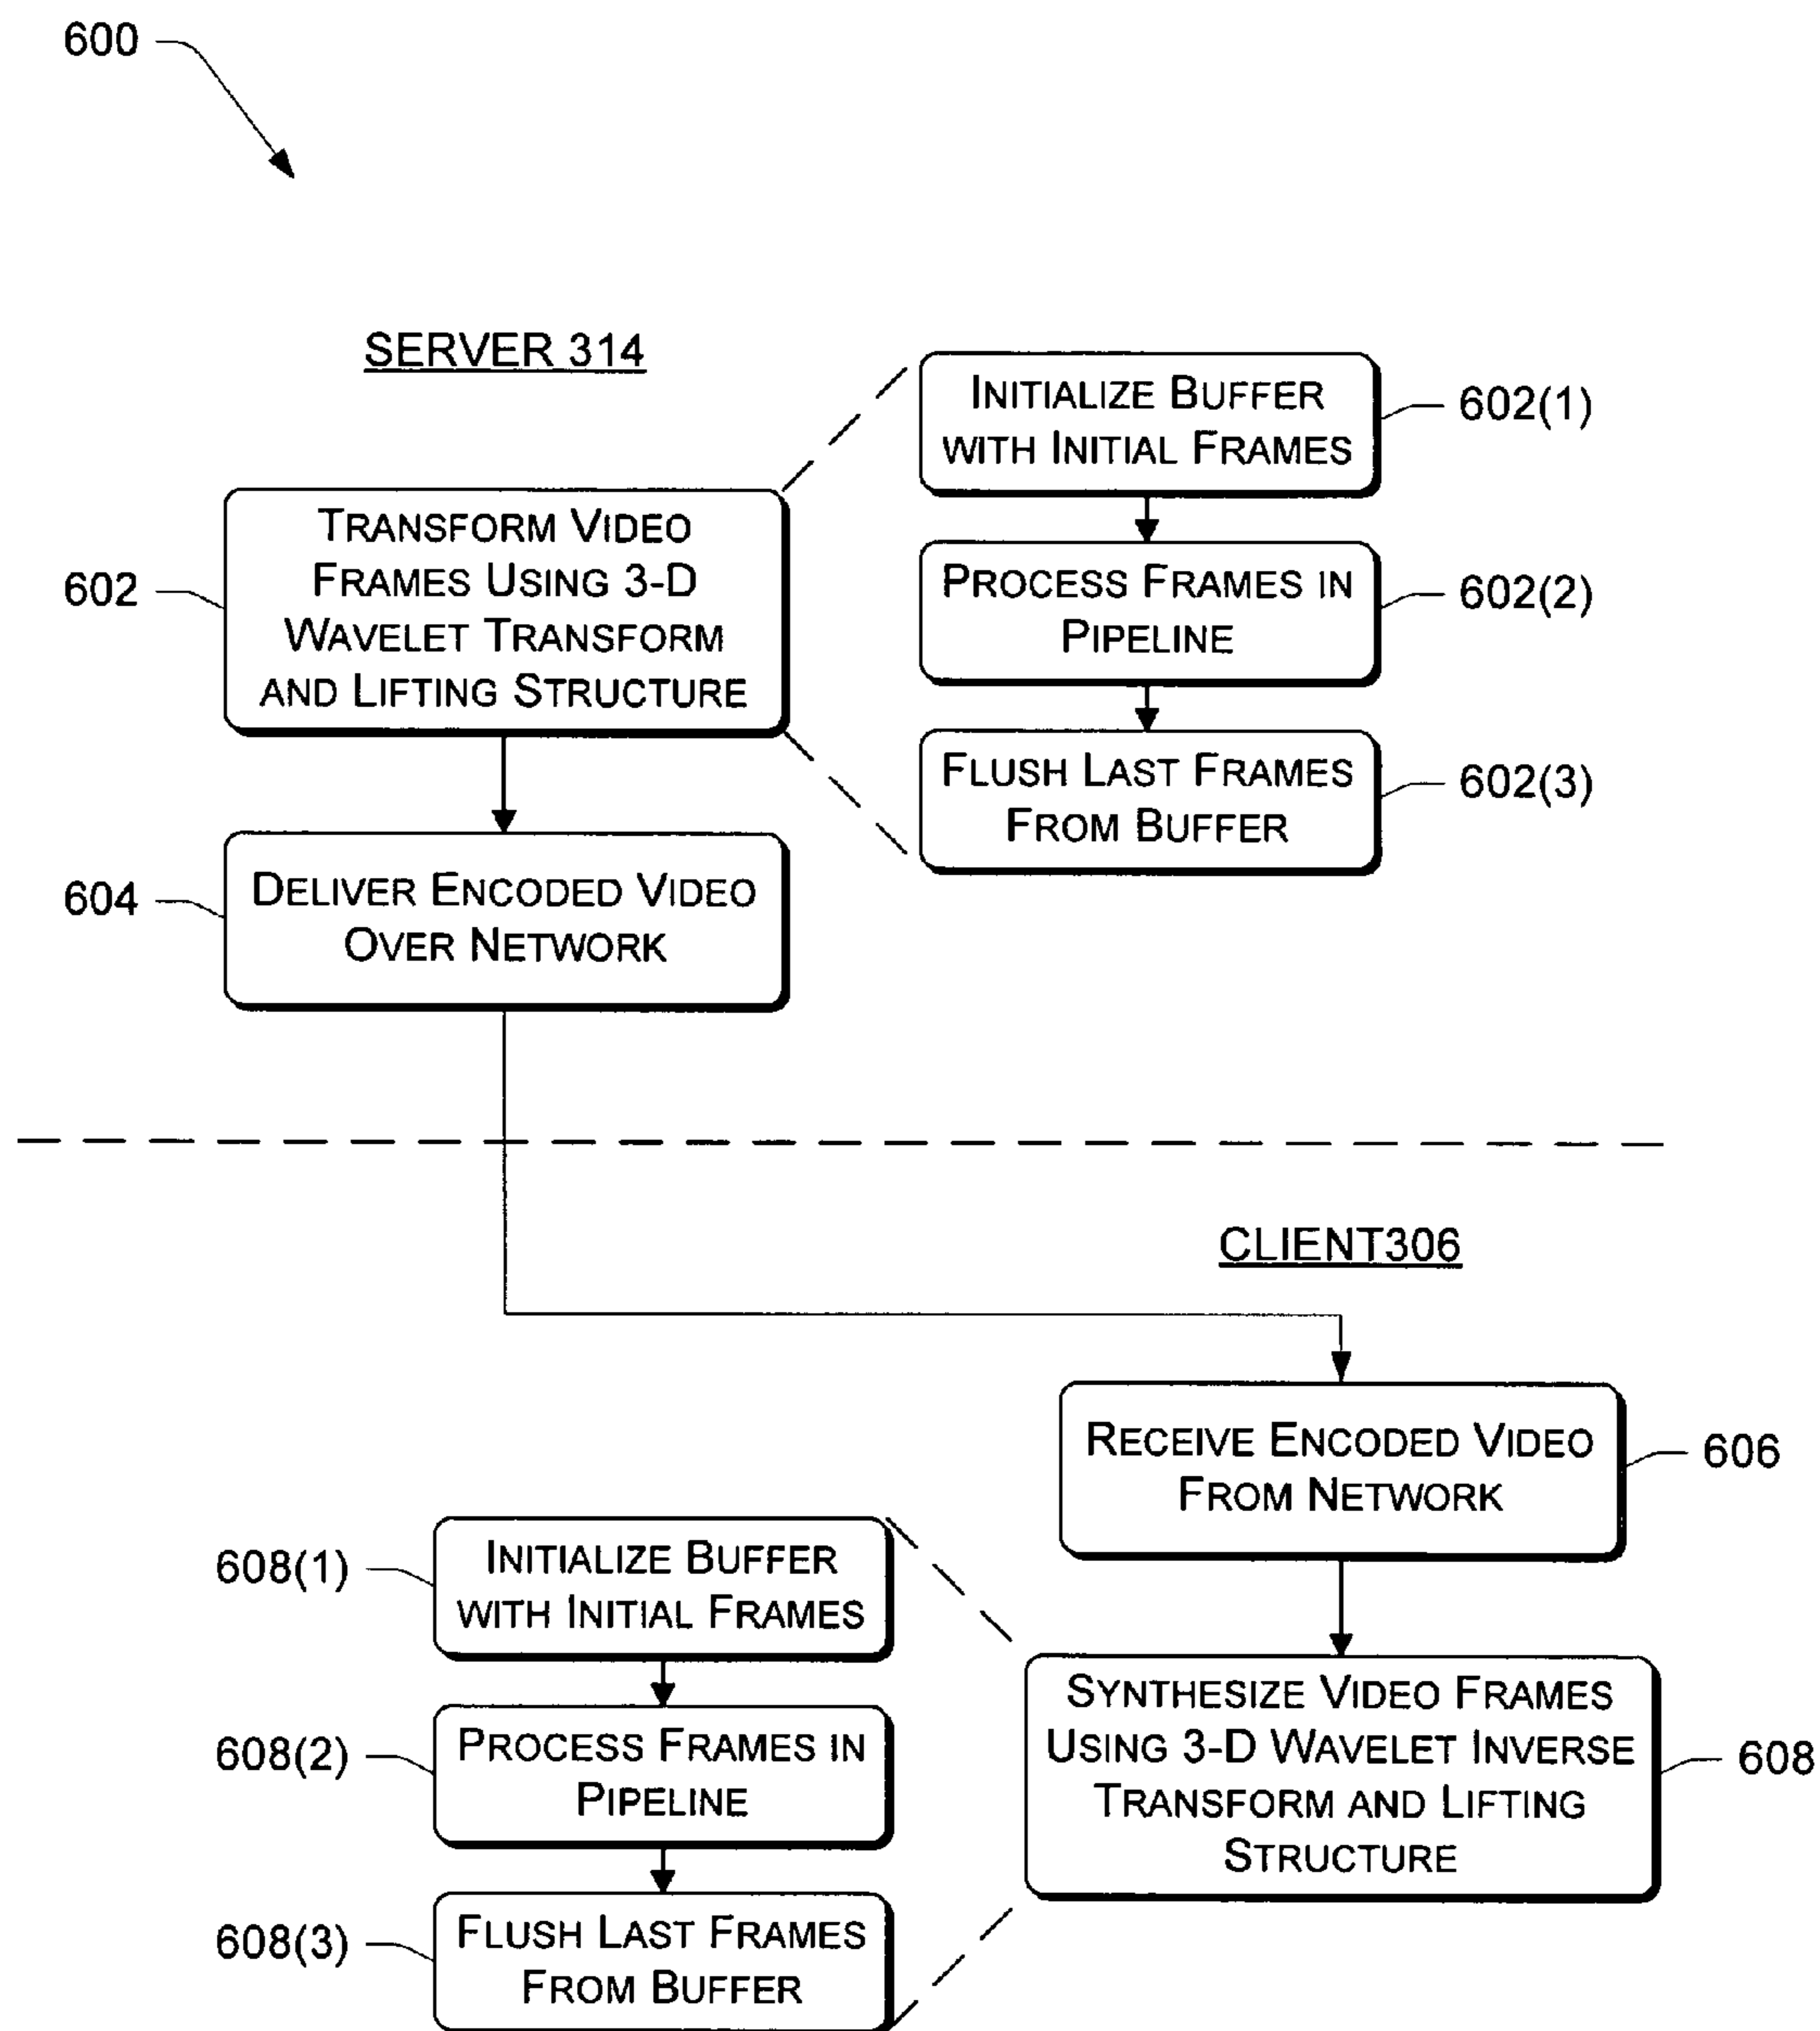 600
SERVER 314
INITIALIZE BUFFER
WITH INITIAL FRAMES
602(1)
TRANSFORM VIDEO
FRAMES USING 3-D
WAVELET TRANSFORM
AND LIFTING STRUCTURE
602
PROCESS FRAMES IN
PIPELINE
602(2)
FLUSH LAST FRAMES
FROM BUFFER
602(3)
604
DELIVER ENCODED VIDEO
OVER NETWORK
CLIENT306
RECEIVE ENCODED VIDEO
FROM NETWORK
606
608(1)
INITIALIZE BUFFER
WITH INITIAL FRAMES
608(2)
PROCESS FRAMES IN
PIPELINE
SYNTHESIZE VIDEO FRAMES
USING 3-D WAVELET INVERSE
TRANSFORM AND LIFTING
STRUCTURE
608
608(3)
FLUSH LAST FRAMES
FROM BUFFER